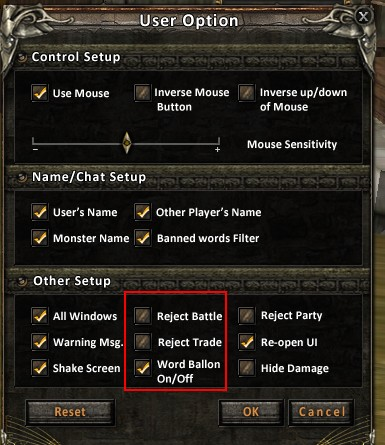 User Option
Control Setup
Use Mouse
Inverse Mouse
Button
Inverse up/down
of Mouse
- +
Mouse Sensitivity
Name/Chat Setup
User's Name
Other Player's Name
Monster Name
Banned words Filter
Other Setup
All Windows
Reject Battle
Reject Party
Warning Msg.
Reject Trade
Re-open UI
Shake Screen
Word Ballon
On/Off
Hide Damage
Reset
OK
Cancel